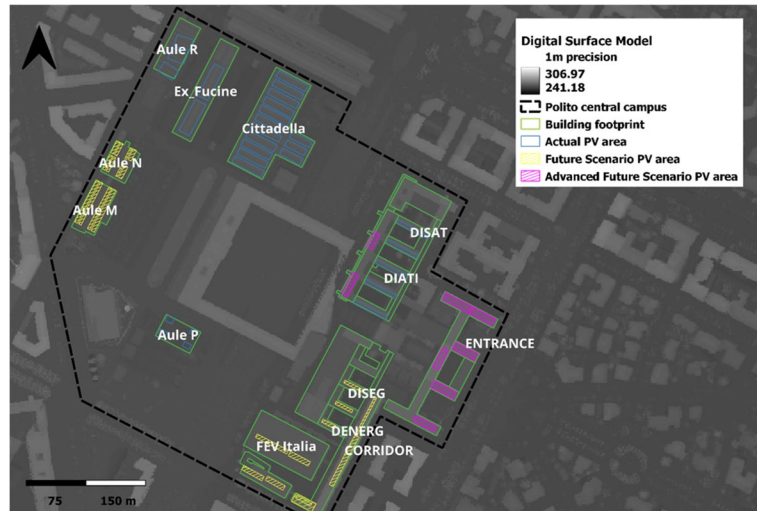 Digital Surface Model
1m precision
306.97
241.18
Polito central campus
Building footprint
Actual PV area
Future Scenario PV area
Advanced Future Scenario PV area
Aule R
Ex_Fucine
Cittadella
Aule N
Aule M
DISAT
DIATI
Aule P
ENTRANCE
DISEG
DENERG
FEV Italia
CORRIDOR
75 150 m